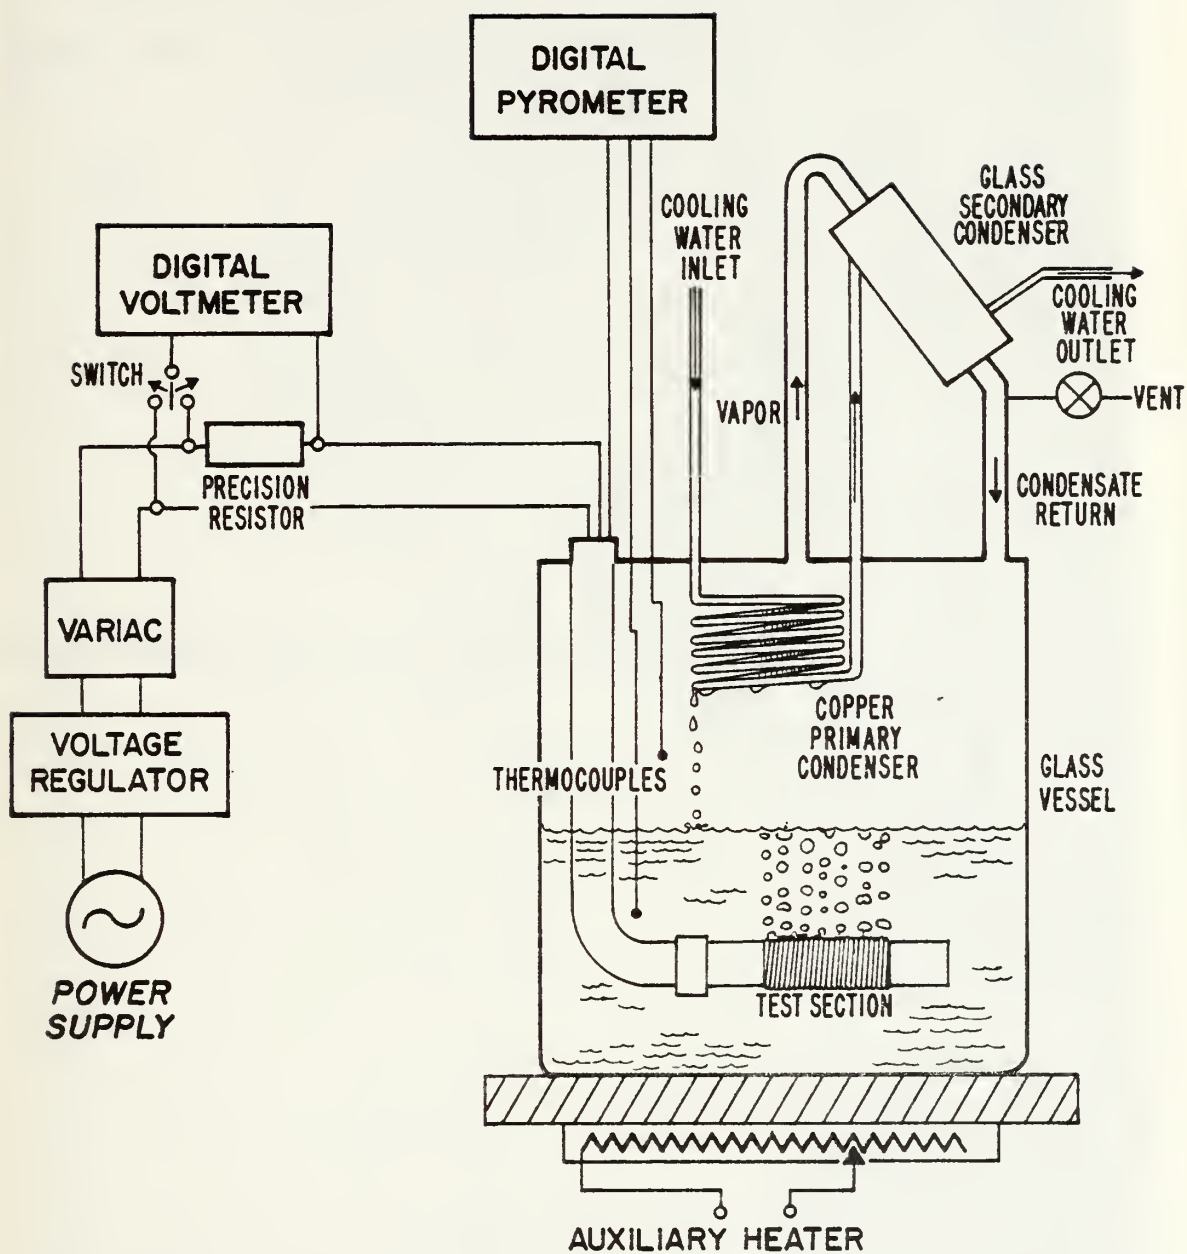 DIGITAL
PYROMETER
COOLING
WATER
INLET
GLASS
SECONDARY
CONDENSER
COOLING
WATER
OUTLET
DIGITAL
VOLTMETER
SWITCH
VAPOR
VENT
PRECISION
RESISTOR
CONDENSATE
RETURN
VARIAC
COPPER
PRIMARY
CONDENSER
VOLTAGE
REGULATOR
THERMOCOUPLES
GLASS
VESSEL
POWER
SUPPLY
TEST SECTION
AUXILIARY HEATER